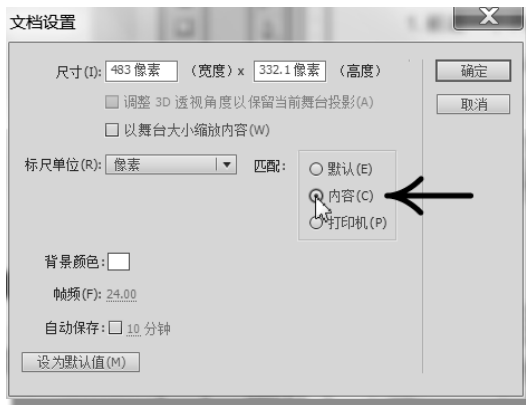 文档设置
尺寸(I): 483 像素 (宽度) x 332.1 像素 (高度)
确定
调整 3D 透视角度以保留当前舞台投影(A)
取消
以舞台大小缩放内容(W)
标尺单位(R): 像素 匹配: 默认(E)
内容(C)
打印机(P)
背景颜色:
帧频(F): 24.00
自动保存: 10 分钟
设为默认值(M)